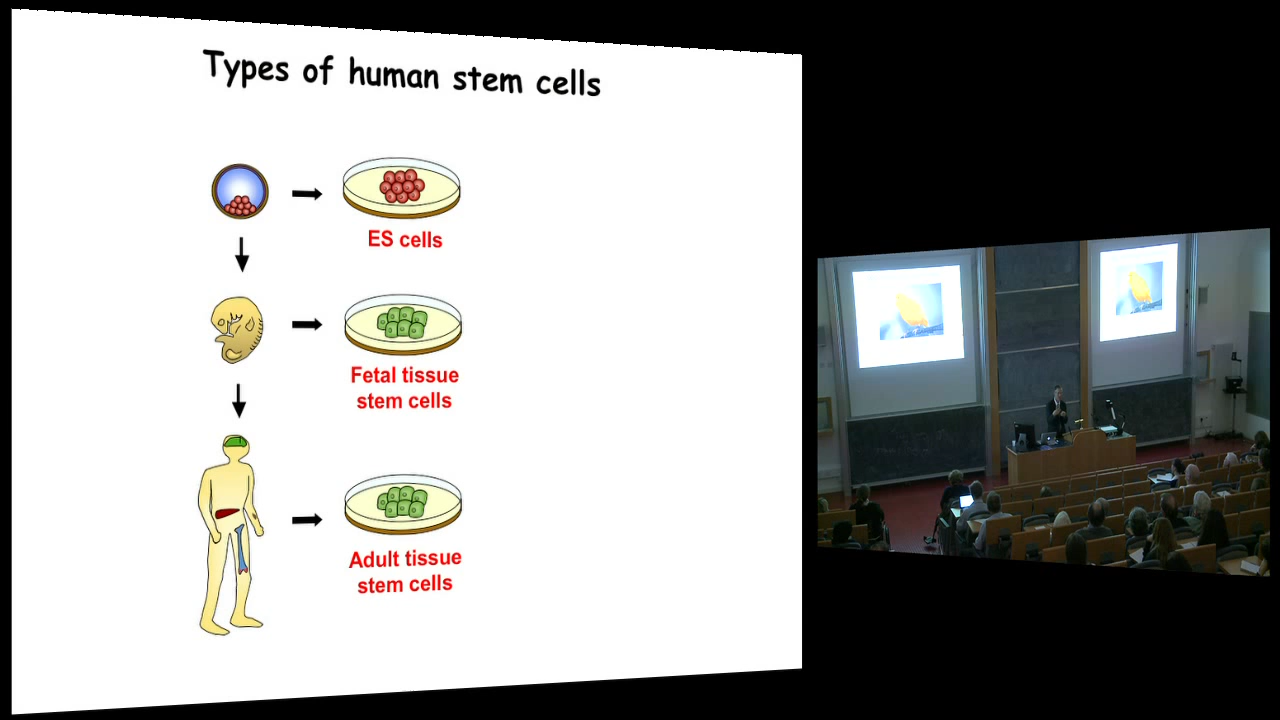 Types of human stem cells
ES cells
Fetal tissue
stem cells
Adult tissue
stem cells